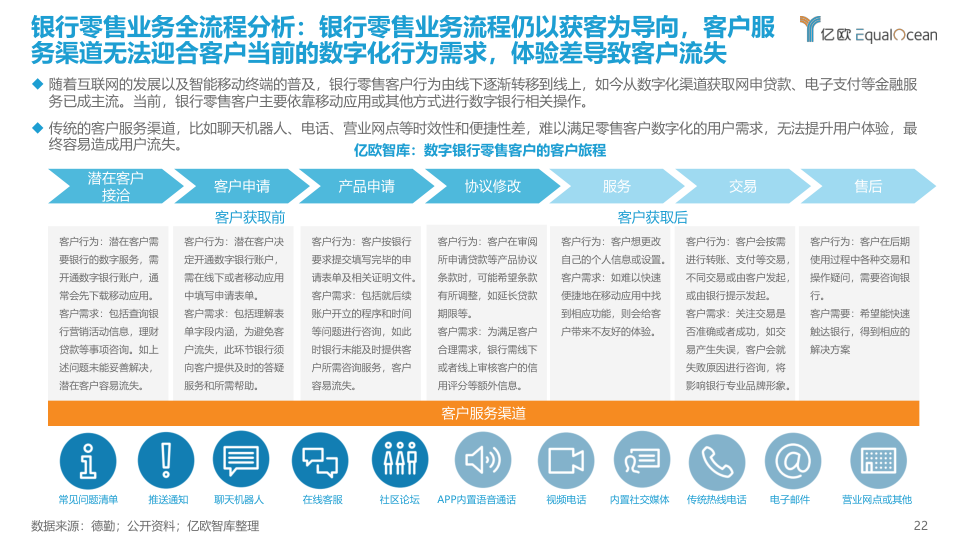 银行零售业务全流程分析：银行零售业务流程仍以获客为导向，客户服
务渠道无法迎合客户当前的数字化行为需求，体验差导致客户流失
亿欧 EqualOcean
随着互联网的发展以及智能移动终端的普及，银行零售客户行为由线下逐渐转移到线上，如今从数字化渠道获取网申贷款、电子支付等金融服
务已成主流。当前，银行零售客户主要依靠移动应用或其他方式进行数字银行相关操作。
传统的客户服务渠道，比如聊天机器人、电话、营业网点等时效性和便捷性差，难以满足零售客户数字化的用户需求，无法提升用户体验，最
终容易造成用户流失。
亿欧智库：数字银行零售客户的客户旅程
潜在客户
接洽
客户申请
产品申请
协议修改
服务
交易
售后
客户获取前
客户获取后
客户行为：潜在客户需
要银行的数字服务，需
开通数字银行账户，通
常会先下载移动应用。
客户需求：包括查询银
行营销活动信息，理财
贷款等事项咨询。如上
述问题未能妥善解决，
潜在客户容易流失。
客户行为：潜在客户决
定开通数字银行账户，
需在线下或者移动应用
中填写申请表单。
客户需求：包括理解表
单字段内涵，为避免客
户流失，此环节银行须
向客户提供及时的答疑
服务和所需帮助。
客户行为：客户按银行
要求提交填写完毕的申
请表单及相关证明文件。
客户需求：包括就后续
账户开立的程序和时间
等问题进行咨询，如此
时银行未能及时提供客
户所需咨询服务，客户
容易流失。
客户行为：客户在审阅
所申请贷款等产品协议
条款时，可能希望条款
有所调整，如延长贷款
期限等。
客户需求：为满足客户
合理需求，银行需线下
或者线上审核客户的信
用评分等额外信息。
客户行为：客户想更改
自己的个人信息或设置。
客户需求：如难以快速
便捷地在移动应用中找
到相应功能，则会给客
户带来不友好的体验。
客户行为：客户会按需
进行转账、支付等交易，
不同交易或由客户发起，
或由银行提示发起。
客户需求：关注交易是
否准确或者成功，如交
易产生失误，客户会就
失败原因进行咨询，将
影响银行专业品牌形象。
客户行为：客户在后期
使用过程中各种交易和
操作疑问，需要咨询银
行。
客户需要：希望能快速
触达银行，得到相应的
解决方案
客户服务渠道
常见问题清单
推送通知
聊天机器人
在线客服
社区论坛
APP内置语音通话
视频电话
内置社交媒体
传统热线电话
电子邮件
营业网点或其他
数据来源：德勤；公开资料；亿欧智库整理
22